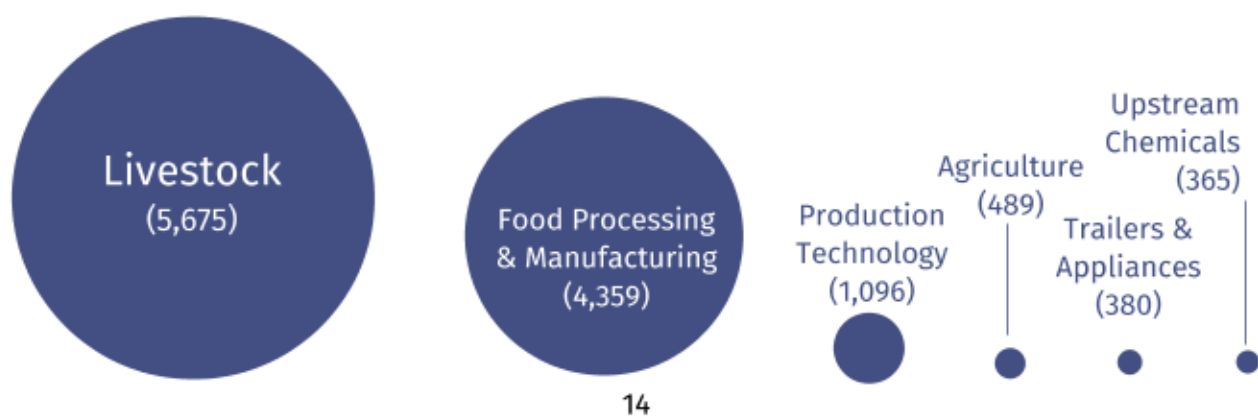 Livestock
(5,675)
Food Processing
& Manufacturing
(4,359)
Production
Technology
(1,096)
Agriculture
(489)
Trailers &
Appliances
(380)
Upstream
Chemicals
(365)
14